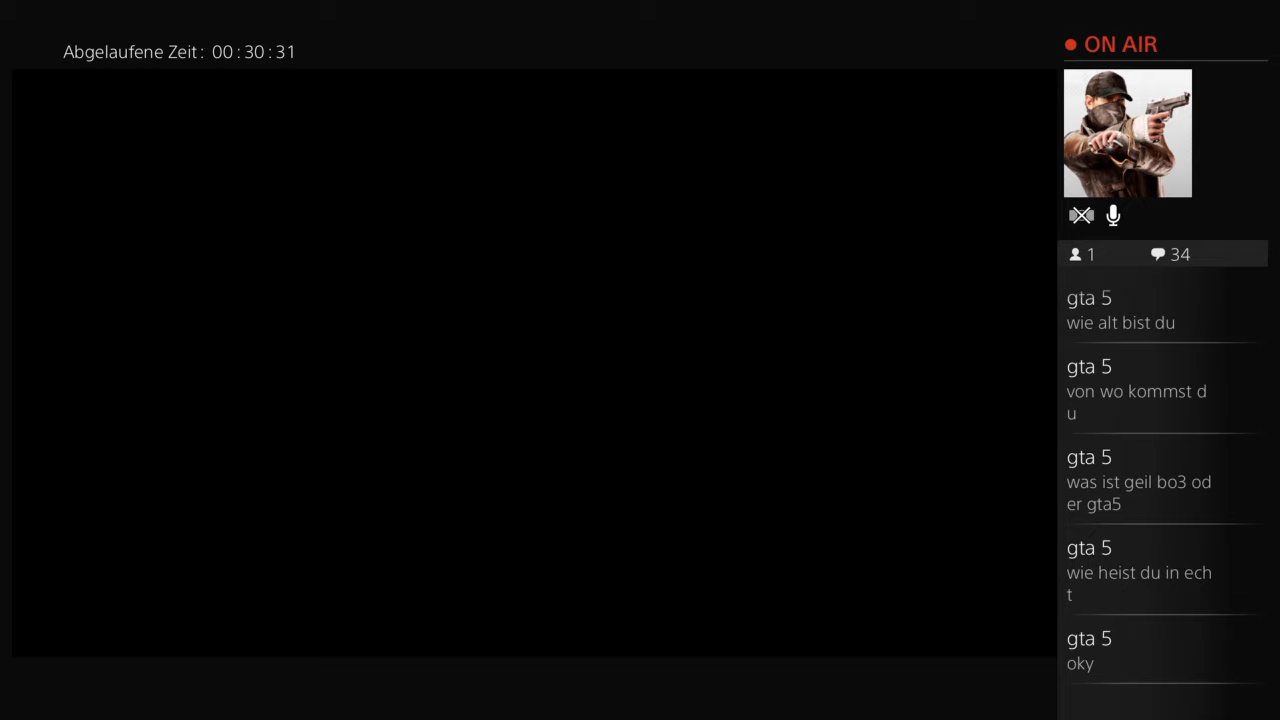 Abgelaufene Zeit: 00:30:31
ON AIR
1 34
gta 5
wie alt bist du
gta 5
von wo kommst d
u
gta 5
was ist geil bo3 od
er gta5
gta 5
wie heist du in ech
t
gta 5
oky